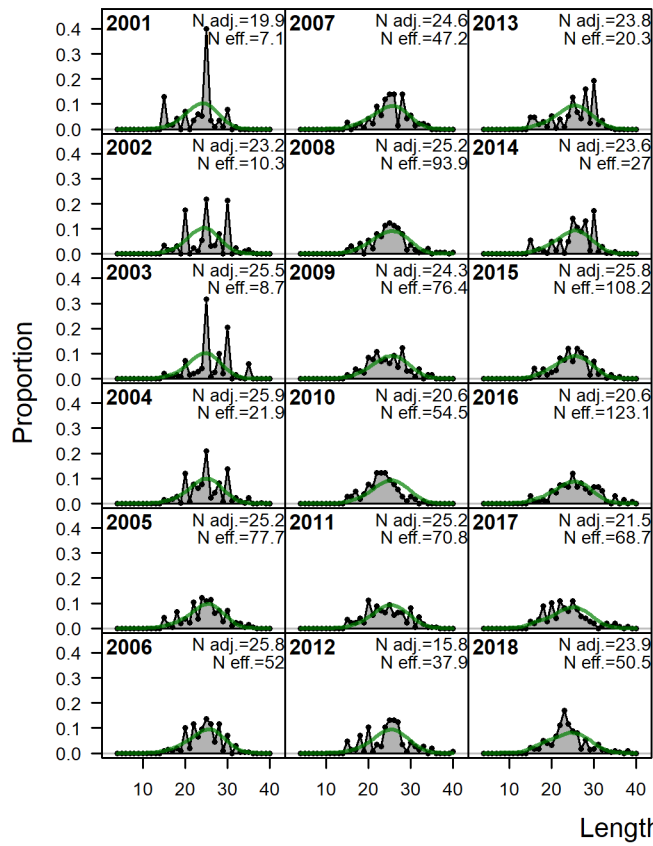 Proportion
0.4
0.3
0.2
0.1
0.0
2001
N adj.=19.9
N eff.=7.1
2007
N adj.=24.6
N eff.=47.2
2013
N adj.=23.8
N eff.=20.3
0.4
0.3
0.2
0.1
0.0
2002
N adj.=23.2
N eff.=10.3
2008
N adj.=25.2
N eff.=93.9
2014
N adj.=23.6
N eff.=27
0.4
0.3
0.2
0.1
0.0
2003
N adj.=25.5
N eff.=8.7
2009
N adj.=24.3
N eff.=76.4
2015
N adj.=25.8
N eff.=108.2
0.4
0.3
0.2
0.1
0.0
2004
N adj.=25.9
N eff.=21.9
2010
N adj.=20.6
N eff.=54.5
2016
N adj.=20.6
N eff.=123.1
0.4
0.3
0.2
0.1
0.0
2005
N adj.=25.2
N eff.=77.7
2011
N adj.=25.2
N eff.=70.8
2017
N adj.=21.5
N eff.=68.7
0.4
0.3
0.2
0.1
0.0
2006
N adj.=25.8
N eff.=52
2012
N adj.=15.8
N eff.=37.9
2018
N adj.=23.9
N eff.=50.5
10 20 30 40 10 20 30 40 10 20 30 40
Length